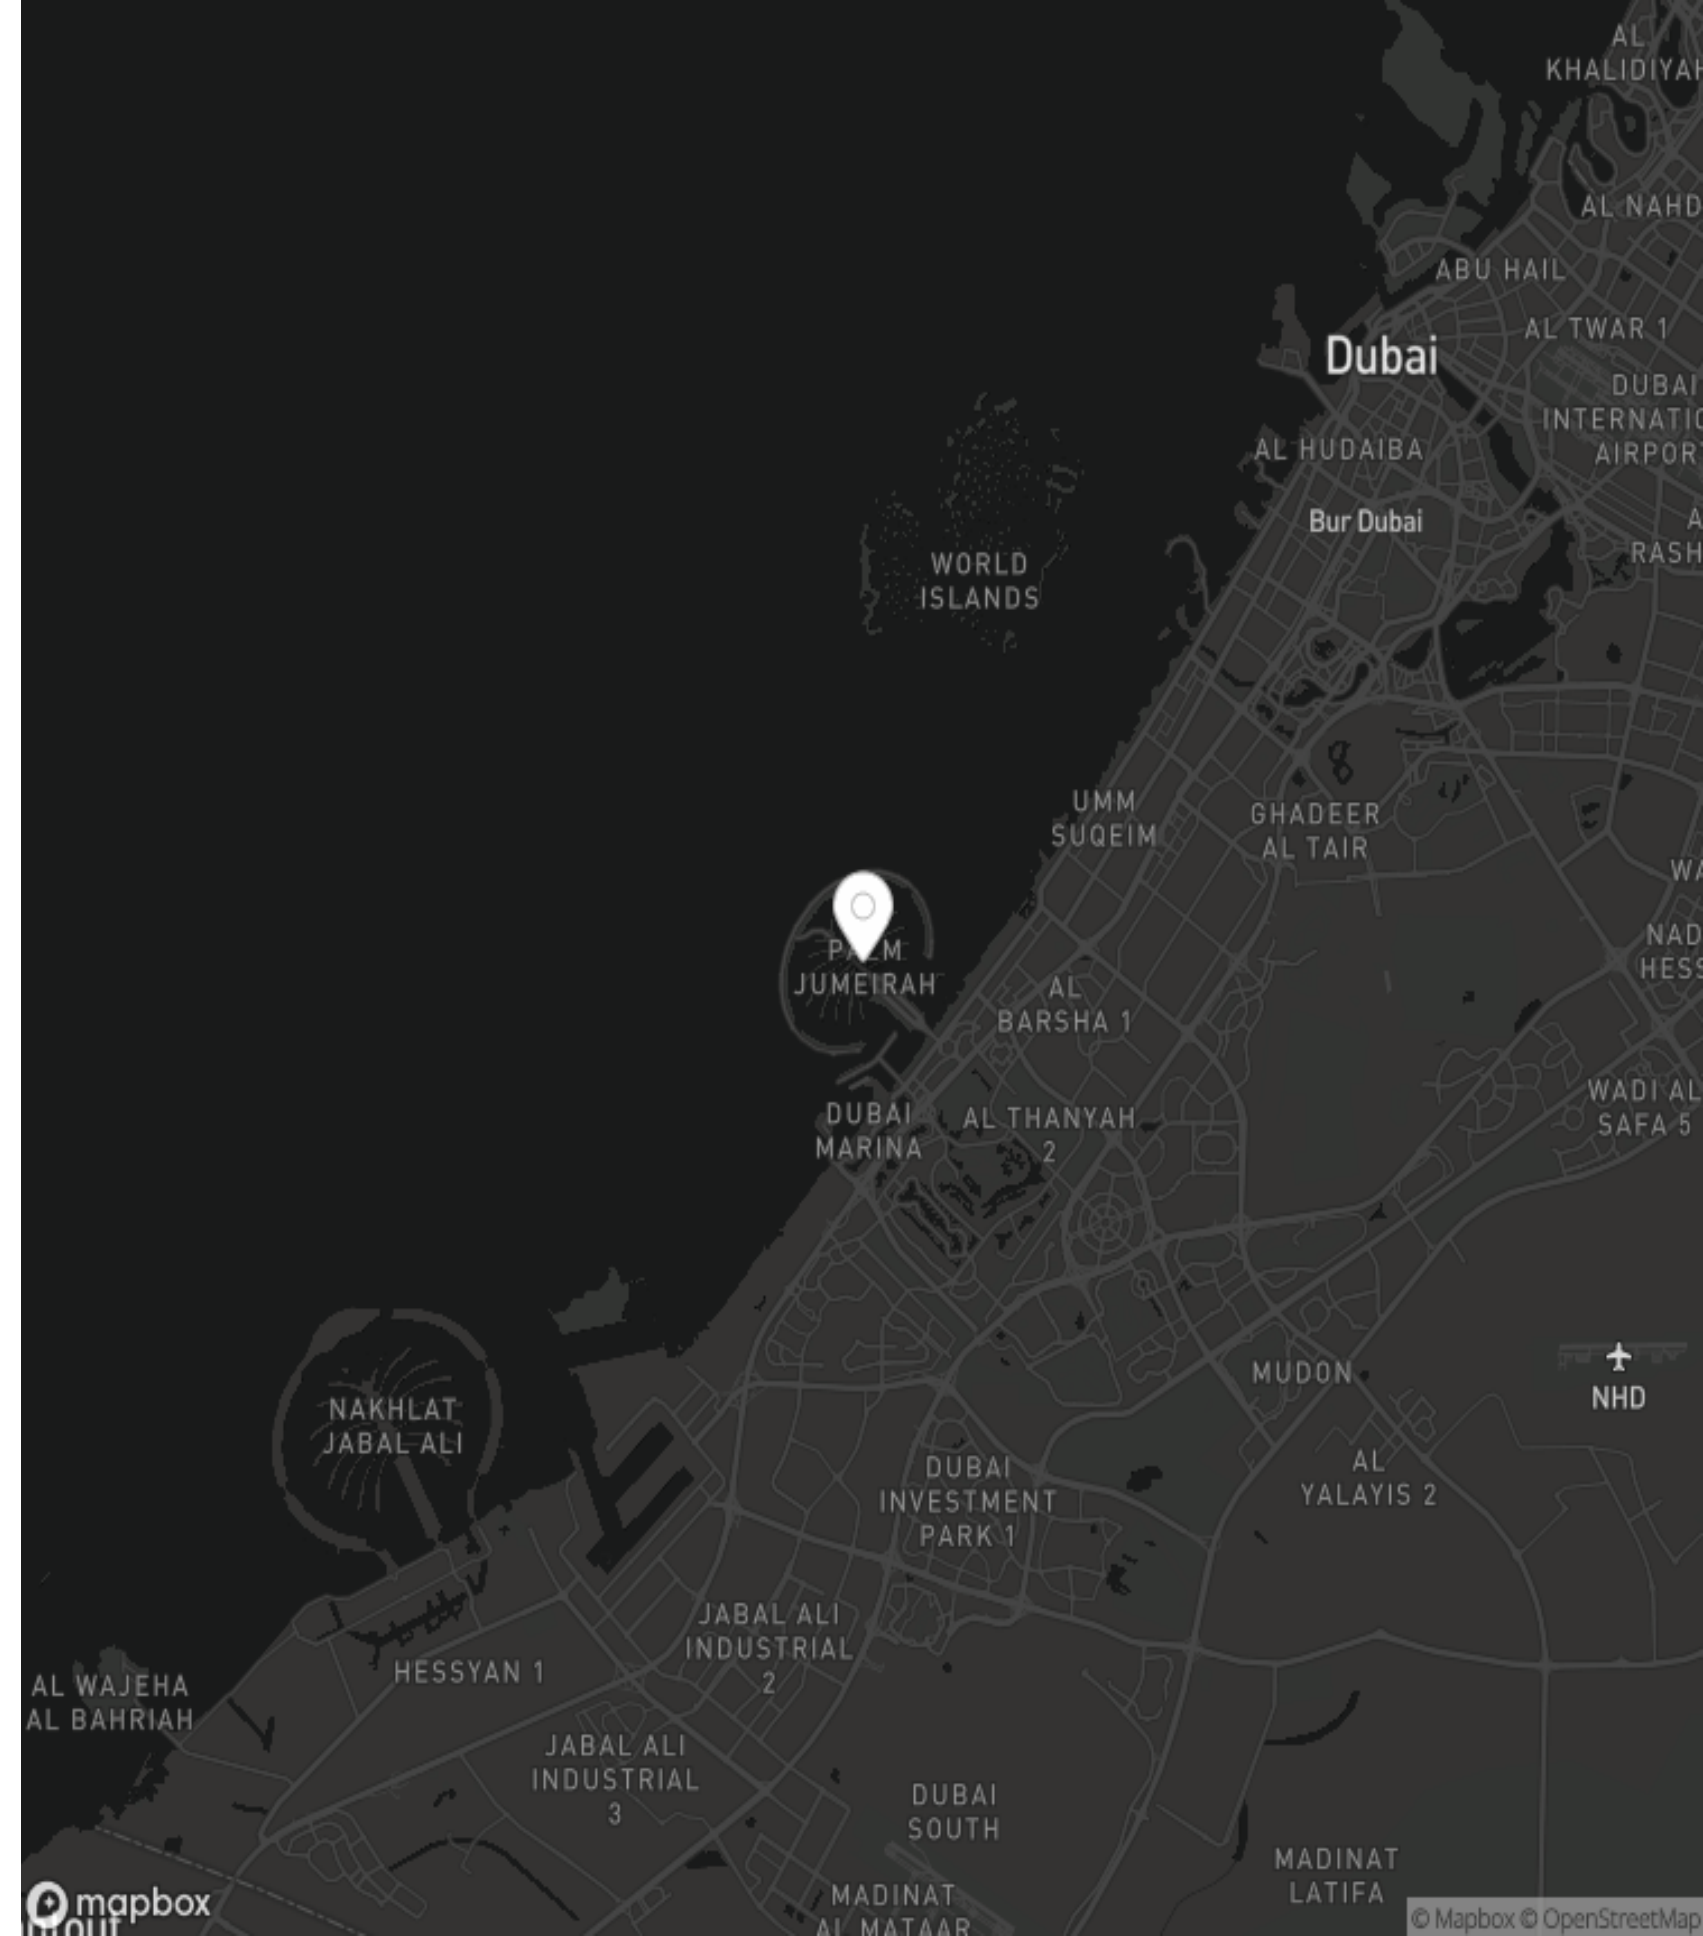 AL
KHALIDIYAH
AL NAHD
ABU HAIL
AL TWAR 1
Dubai
DUBAI
INTERNATIO
AIRPOR
AL HUDAIBA
Bur Dubai
A
RASH
WORLD
ISLANDS
UMM
SUQEIM
GHADEER
AL TAIR
WA
NAD
HESS
PALM
JUMEIRAH
AL
BARSHA 1
WADI AL
SAFA 5
DUBAI
MARINA
AL THANYAH
2
MUDON
NHD
NAKHLAT
JABAL ALI
AL
YALAYIS 2
DUBAI
INVESTMENT
PARK 1
JABAL ALI
INDUSTRIAL
2
HESSYAN 1
AL WAJEHA
AL BAHRIAH
JABAL ALI
INDUSTRIAL
3
DUBAI
SOUTH
MADINAT
LATIFA
MADINAT
AL MATAAR
mapbox
© Mapbox © OpenStreetMap